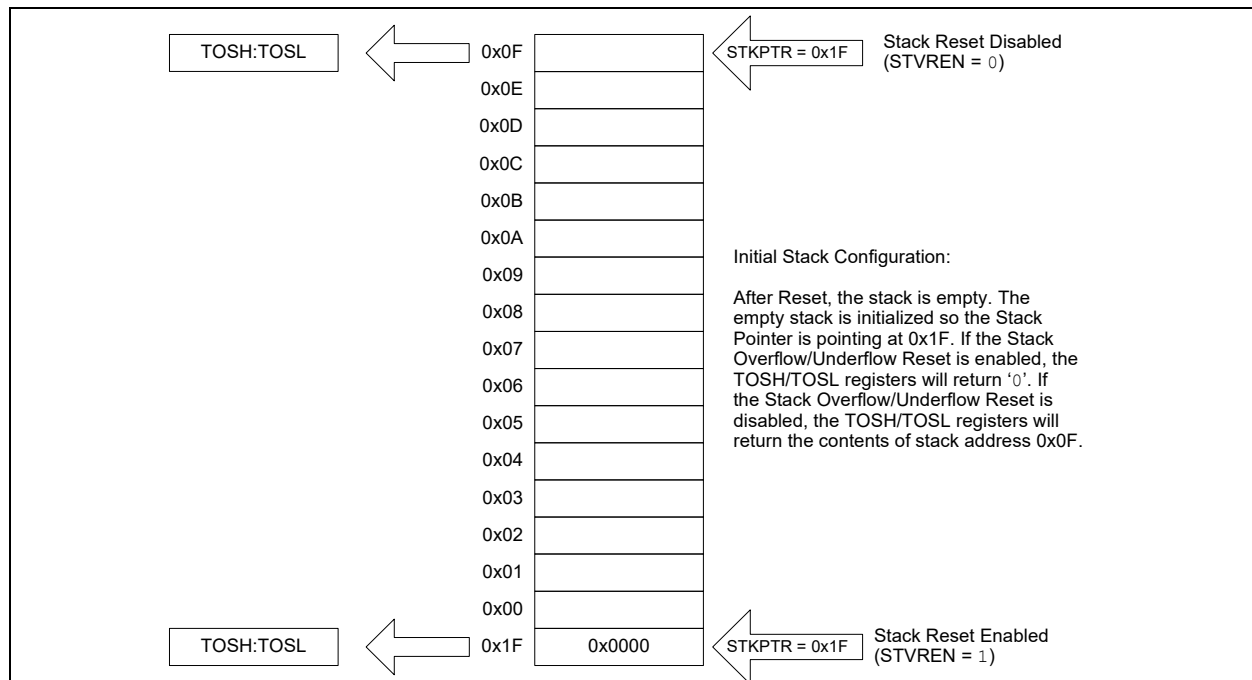 TOSH:TOSL
0x0F
STKPTR = 0x1F
Stack Reset Disabled
(STVREN = 0)
0x0E
0x0D
0x0C
0x0B
0x0A
0x09
0x08
0x07
0x06
0x05
0x04
0x03
0x02
0x01
0x00
Initial Stack Configuration:
After Reset, the stack is empty. The
empty stack is initialized so the Stack
Pointer is pointing at 0x1F. If the Stack
Overflow/Underflow Reset is enabled, the
TOSH/TOSL registers will return ‘0’. If
the Stack Overflow/Underflow Reset is
disabled, the TOSH/TOSL registers will
return the contents of stack address 0x0F.
TOSH:TOSL
0x1F
0x0000
STKPTR = 0x1F
Stack Reset Enabled
(STVREN = 1)